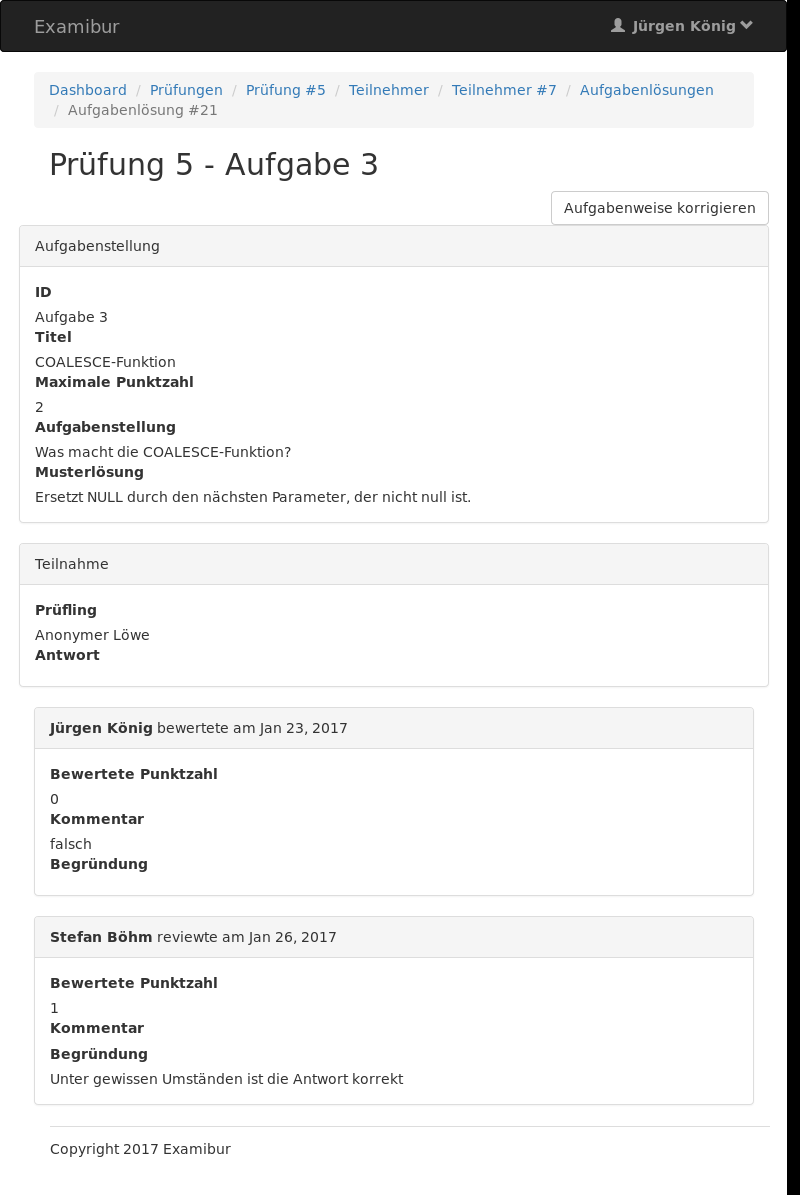 Examibur
Jürgen König
Dashboard / Prüfungen / Prüfung #5 / Teilnehmer / Teilnehmer #7 / Aufgabenlösungen
/ Aufgabenlösung #21
Prüfung 5 - Aufgabe 3
Aufgabenweise korrigieren
Aufgabenstellung
ID
Aufgabe 3
Titel
COALESCE-Funktion
Maximale Punktzahl
2
Aufgabenstellung
Was macht die COALESCE-Funktion?
Musterlösung
Ersetzt NULL durch den nächsten Parameter, der nicht null ist.
Teilnahme
Prüfling
Anonymer Löwe
Antwort
Jürgen König bewertete am Jan 23, 2017
Bewertete Punktzahl
0
Kommentar
falsch
Begründung
Stefan Böhm reviewte am Jan 26, 2017
Bewertete Punktzahl
1
Kommentar
Begründung
Unter gewissen Umständen ist die Antwort korrekt
Copyright 2017 Examibur